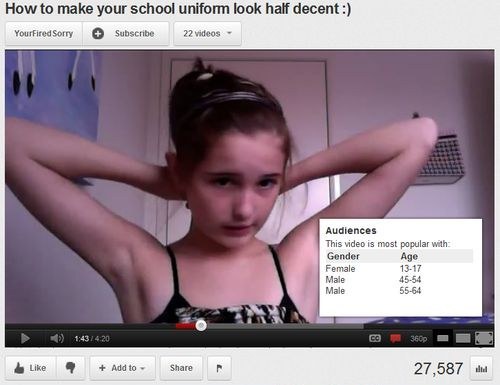 How to make your school uniform look half decent :)
YourFiredSorry Subscribe 22 videos
Audiences
This video is most popular with:
Gender Age
Female 13-17
Male 45-54
Male 55-64
1:43 / 4:20 CC 360p
Like + Add to Share 27,587